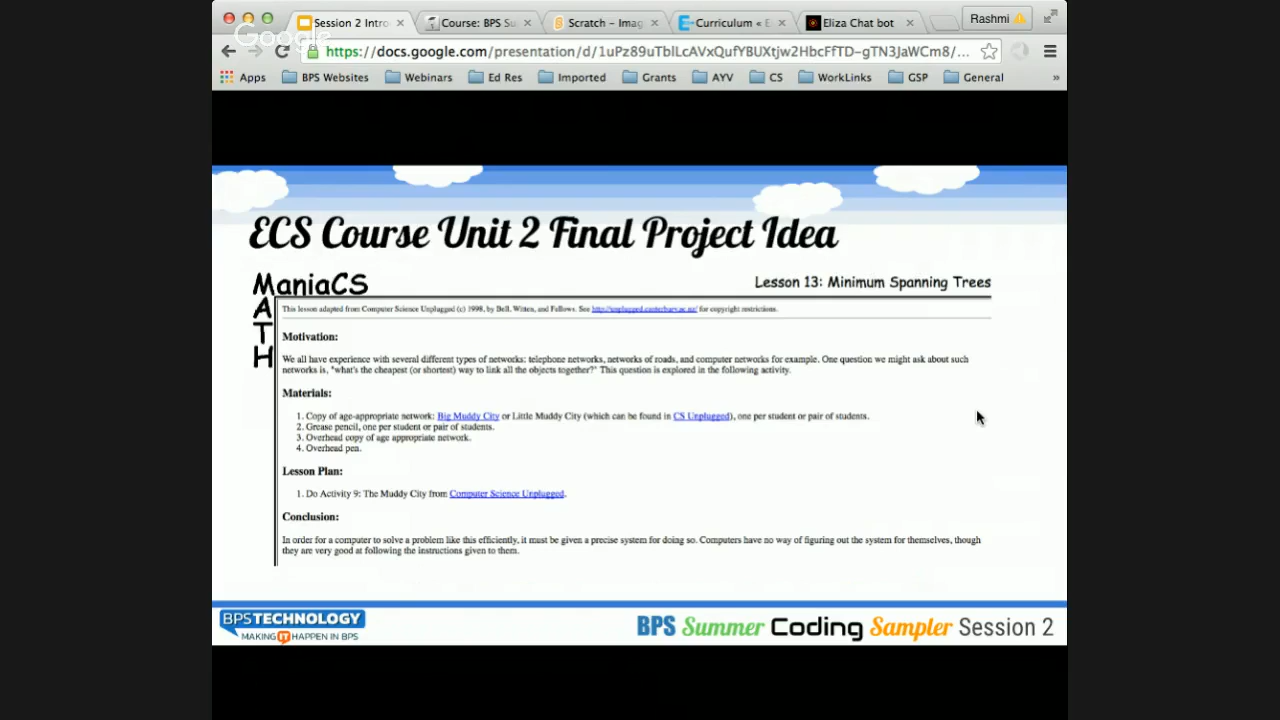 Session 2 Intro
Course: BPS Su
Scratch – Imag
Curriculum « E
Eliza Chat bot
Rashmi
Google
https://docs.google.com/presentation/d/1uPz89uTblLcAVxQufYBUXtjw2HbcFfTD–gTN3JaWCm8/...
Apps
BPS Websites
Webinars
Ed Res
Imported
Grants
AYV
CS
WorkLinks
GSP
General
»
ECS Course Unit 2 Final Project Idea
ManiaCS
MATH
Lesson 13: Minimum Spanning Trees
This lesson adapted from Computer Science Unplugged (c) 1998, by Bell, Witten, and Fellows. See http://unplugged.canterbury.ac.nz/ for copyright restrictions.
Motivation:
We all have experience with several different types of networks: telephone networks, networks of roads, and computer networks for example. One question we might ask about such
networks is, "what's the cheapest (or shortest) way to link all the objects together?" This question is explored in the following activity.
Materials:
1. Copy of age-appropriate network: Big Muddy City or Little Muddy City (which can be found in CS Unplugged), one per student or pair of students.
2. Grease pencil, one per student or pair of students.
3. Overhead copy of age appropriate network.
4. Overhead pen.
Lesson Plan:
1. Do Activity 9: The Muddy City from Computer Science Unplugged.
Conclusion:
In order for a computer to solve a problem like this efficiently, it must be given a precise system for doing so. Computers have no way of figuring out the system for themselves, though
they are very good at following the instructions given to them.
BPSTECHNOLOGY
MAKING IT HAPPEN IN BPS
BPS Summer Coding Sampler Session 2